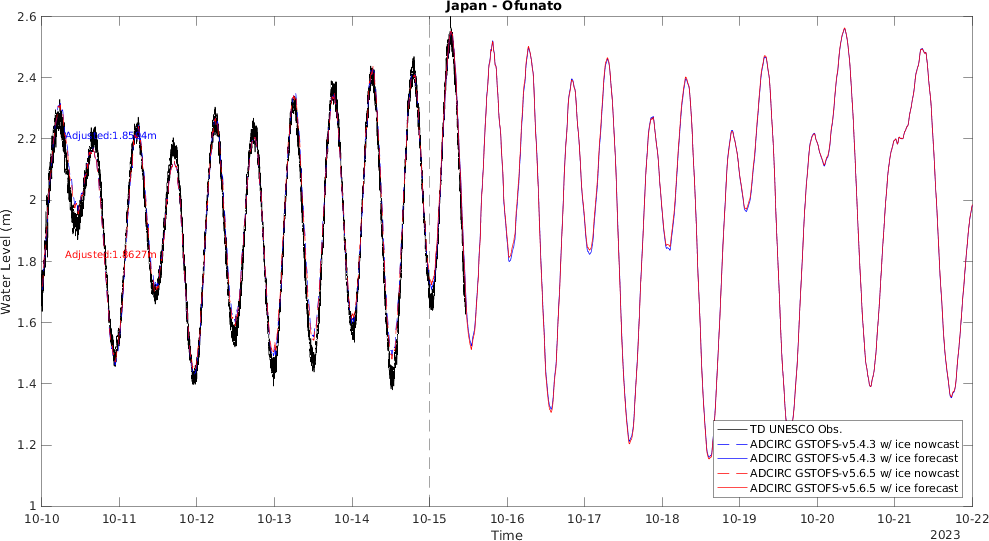 Japan - Ofunato
Water Level (m)
2.6
2.4
2.2
2
1.8
1.6
1.4
1.2
1
Adjusted:1.8594m
Adjusted:1.8627m
TD UNESCO Obs.
ADCIRC GSTOFS-v5.4.3 w/ ice nowcast
ADCIRC GSTOFS-v5.4.3 w/ ice forecast
ADCIRC GSTOFS-v5.6.5 w/ ice nowcast
ADCIRC GSTOFS-v5.6.5 w/ ice forecast
10-10 10-11 10-12 10-13 10-14 10-15 10-16 10-17 10-18 10-19 10-20 10-21 10-22
Time
2023